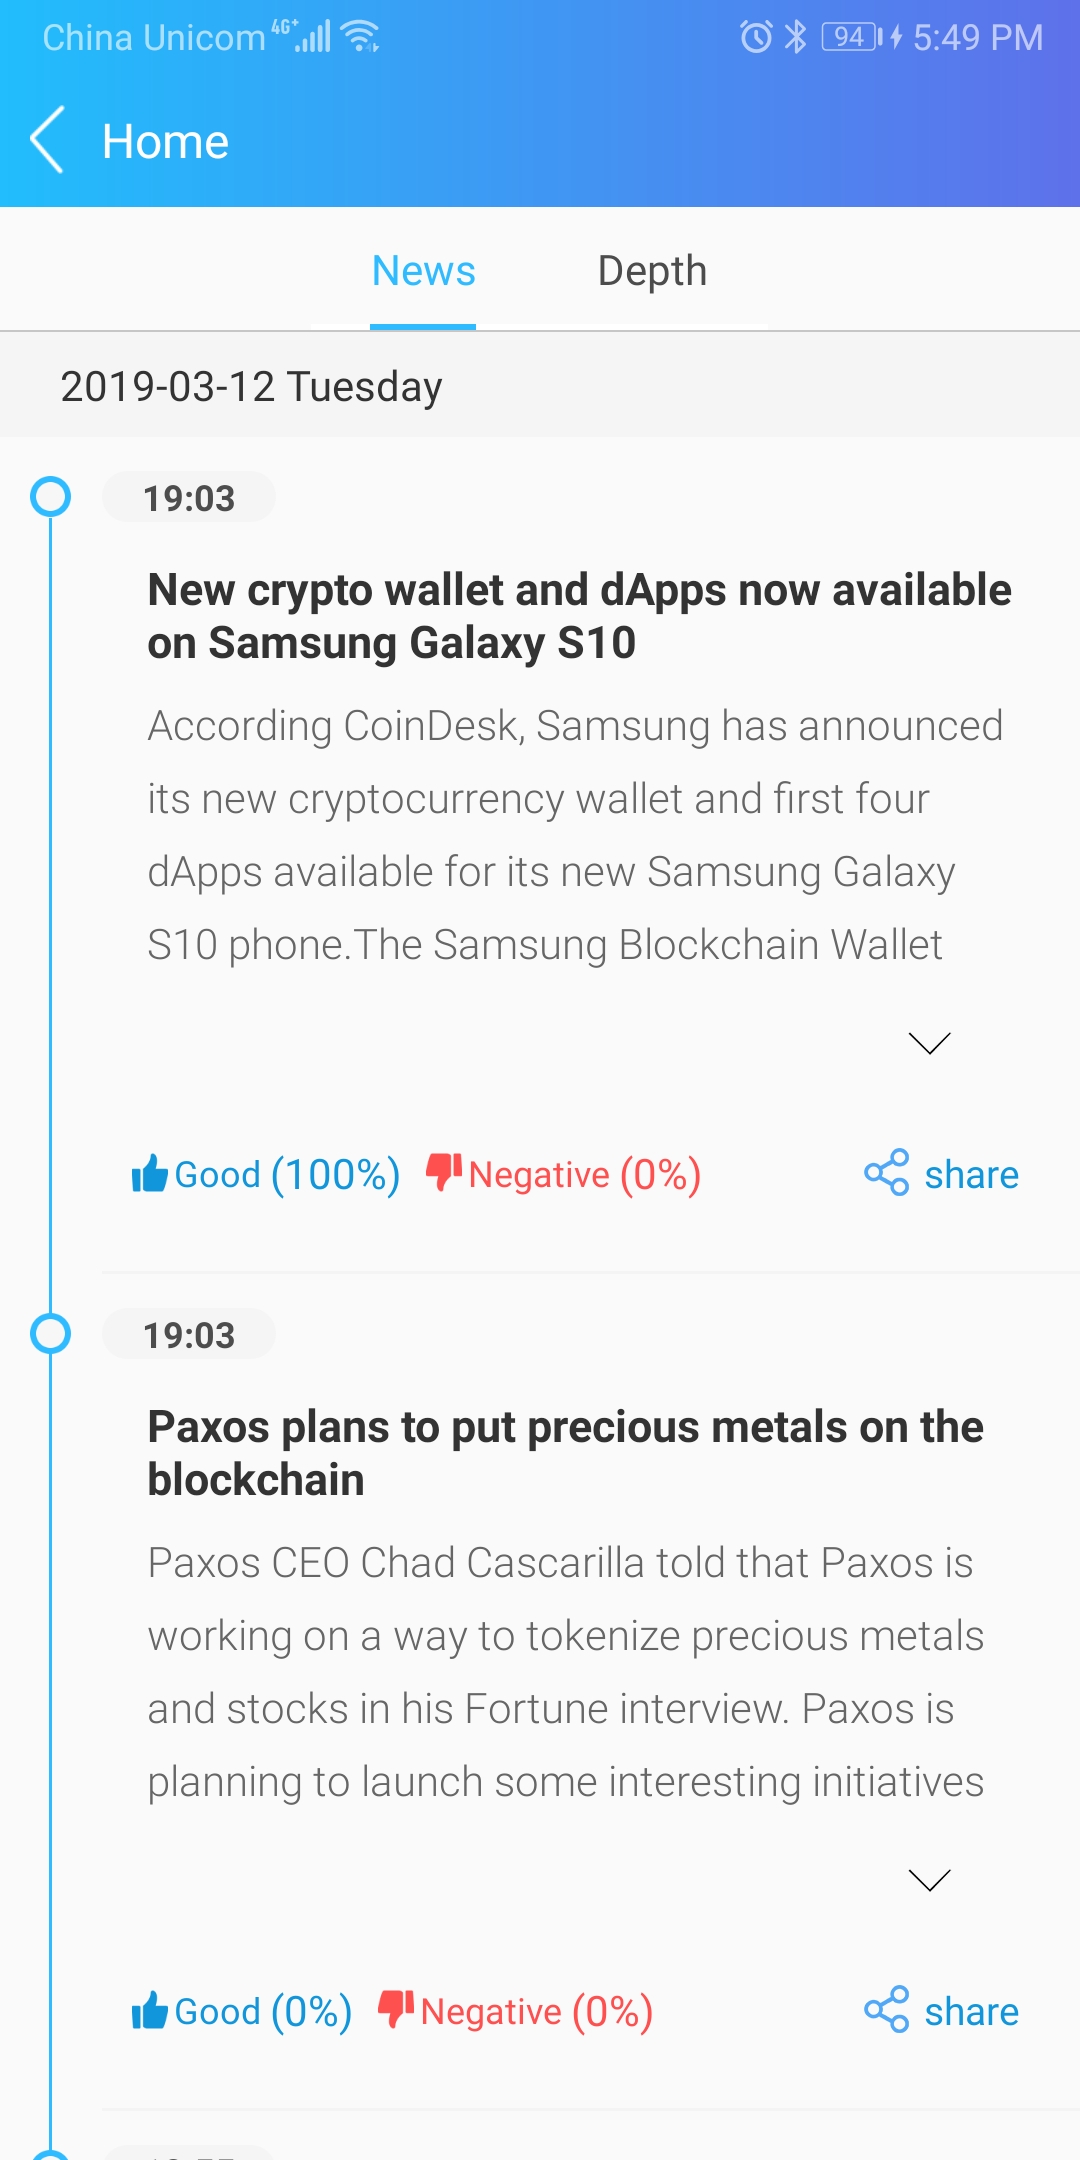 China Unicom 4G+ 94 5:49 PM
Home
News Depth
2019-03-12 Tuesday
19:03
New crypto wallet and dApps now available
on Samsung Galaxy S10
According CoinDesk, Samsung has announced
its new cryptocurrency wallet and first four
dApps available for its new Samsung Galaxy
S10 phone.The Samsung Blockchain Wallet
Good (100%) Negative (0%) share
19:03
Paxos plans to put precious metals on the
blockchain
Paxos CEO Chad Cascarilla told that Paxos is
working on a way to tokenize precious metals
and stocks in his Fortune interview. Paxos is
planning to launch some interesting initiatives
Good (0%) Negative (0%) share